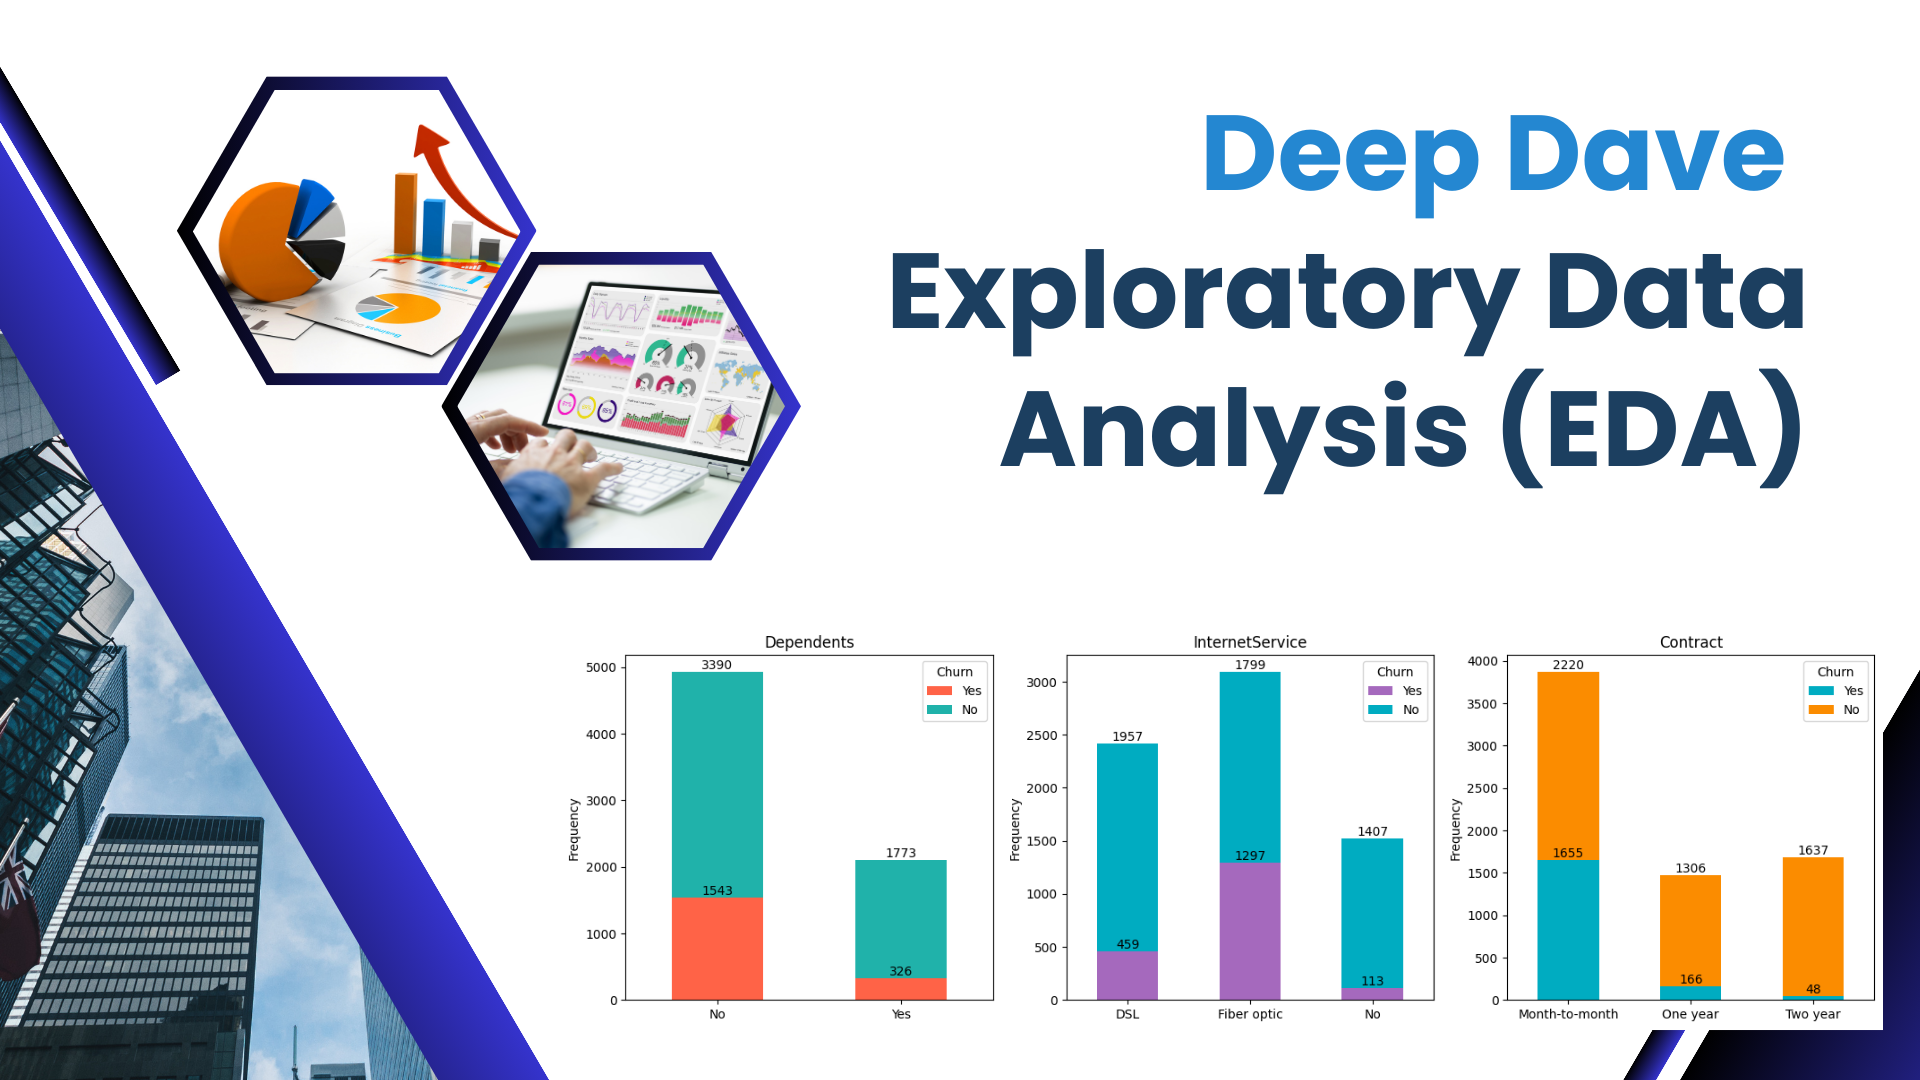 Deep Dave
Exploratory Data
Analysis (EDA)
Dependents
Frequency
5000
4000
3000
2000
1000
0
3390
1543
1773
326
Churn
Yes
No
No
Yes
InternetService
Frequency
3000
2500
2000
1500
1000
500
0
1957
459
1799
1297
1407
113
Churn
Yes
No
DSL
Fiber optic
No
Contract
Frequency
4000
3500
3000
2500
2000
1500
1000
500
0
2220
1655
1306
166
1637
48
Churn
Yes
No
Month-to-month
One year
Two year